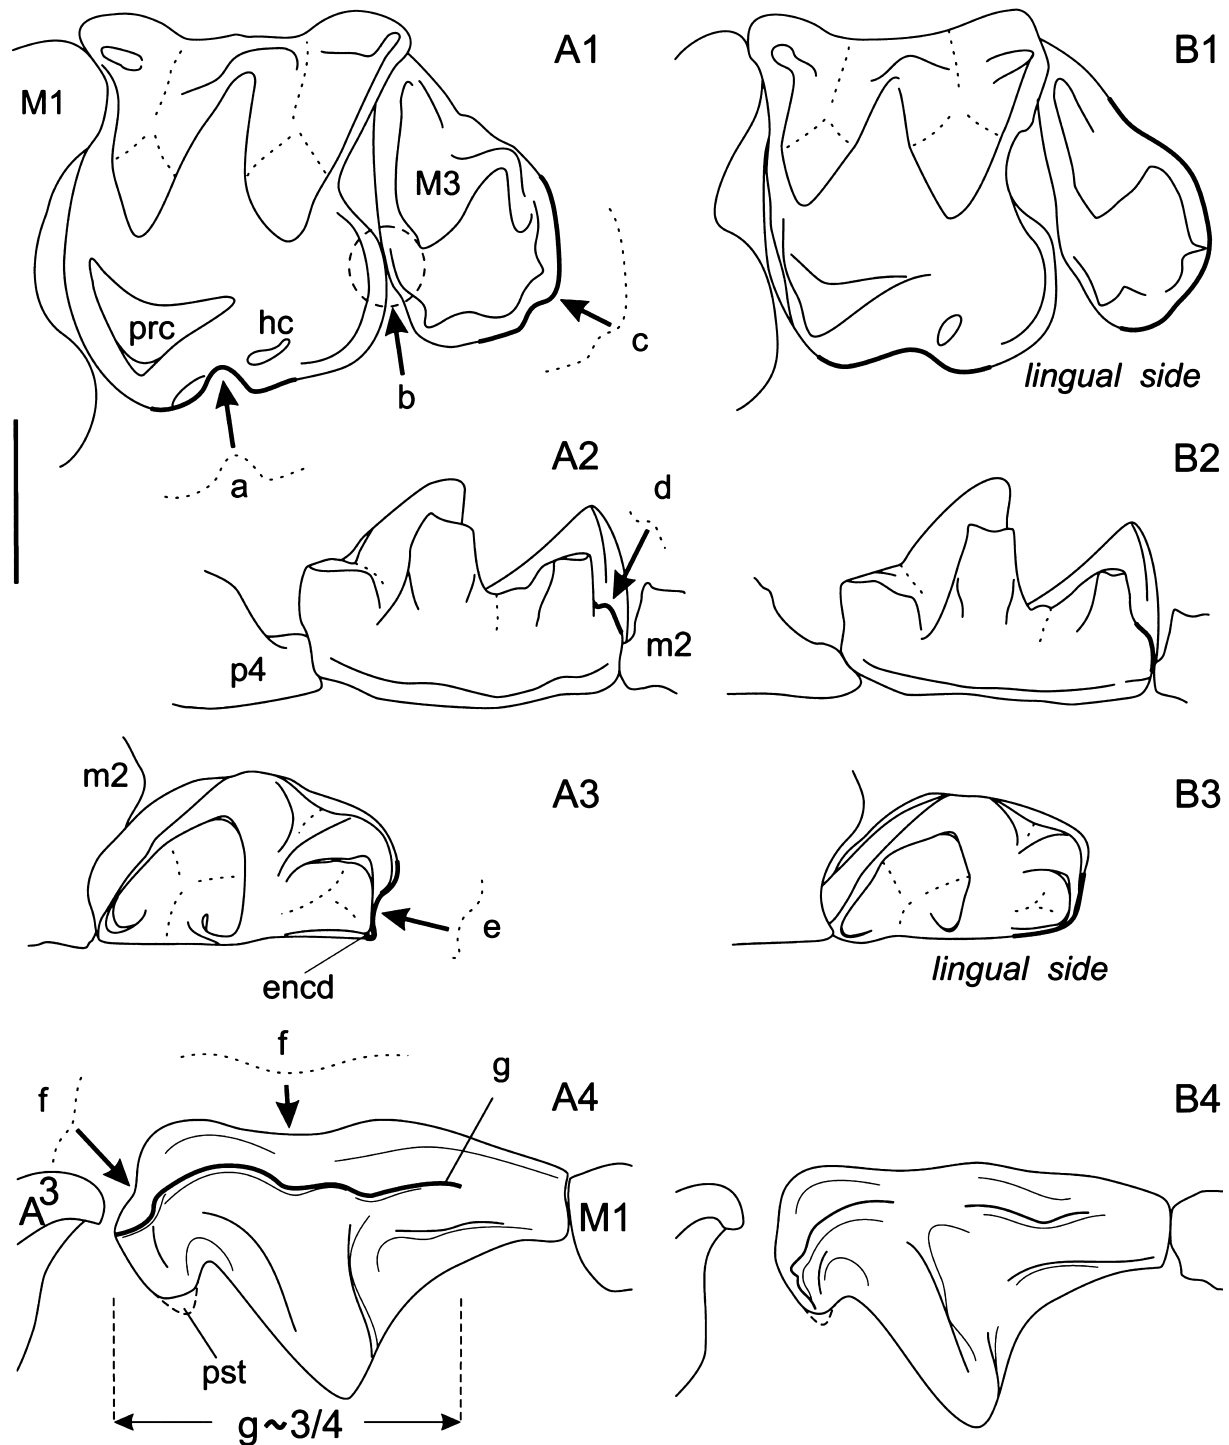 A1
B1
M1
M3
prc
hc
c
b
lingual side
a
A2
B2
d
p4
m2
m2
A3
B3
e
encd
lingual side
f
f
g
A4
B4
A³
M1
pst
g~3/4